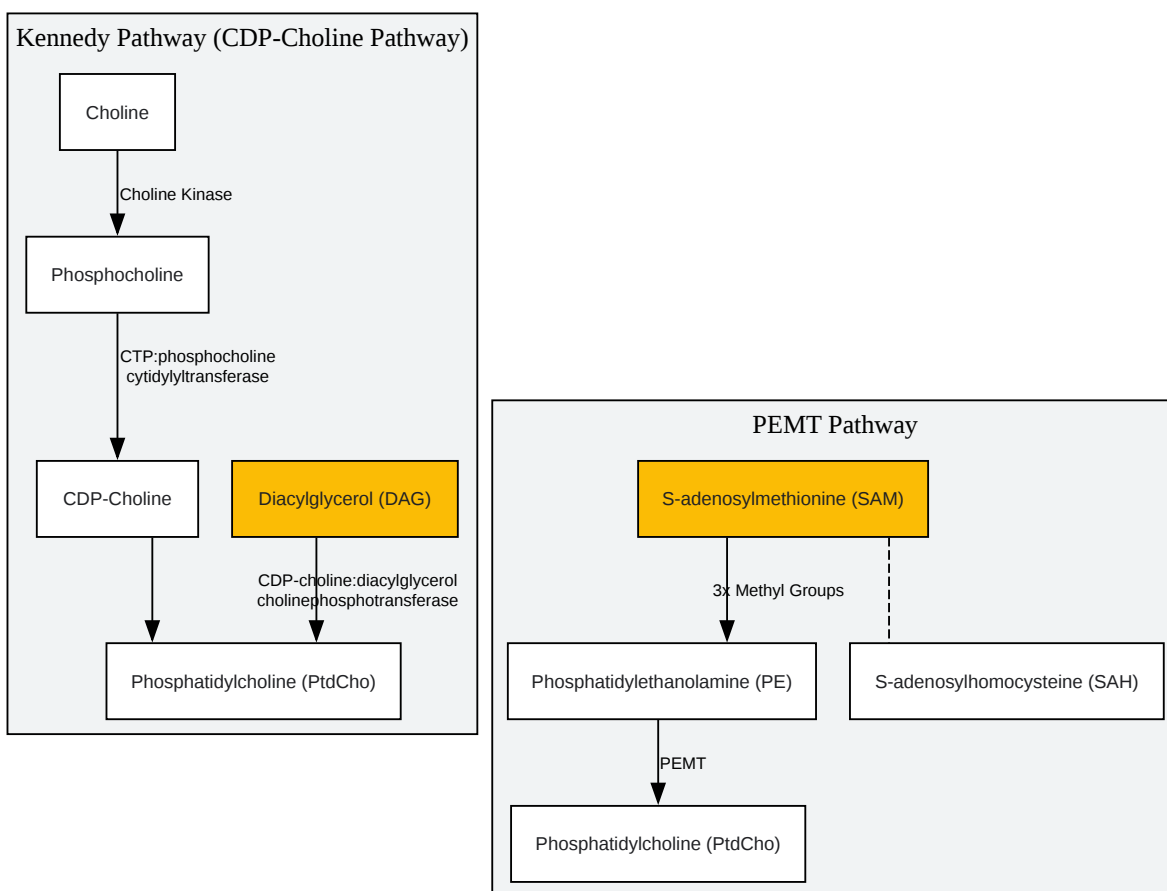 Kennedy Pathway (CDP-Choline Pathway)
Choline
Choline Kinase
Phosphocholine
CTP:phosphocholine
cytidylyltransferase
CDP-Choline
Diacylglycerol (DAG)
CDP-choline:diacylglycerol
cholinephosphotransferase
Phosphatidylcholine (PtdCho)
PEMT Pathway
S-adenosylmethionine (SAM)
3x Methyl Groups
Phosphatidylethanolamine (PE)
S-adenosylhomocysteine (SAH)
PEMT
Phosphatidylcholine (PtdCho)